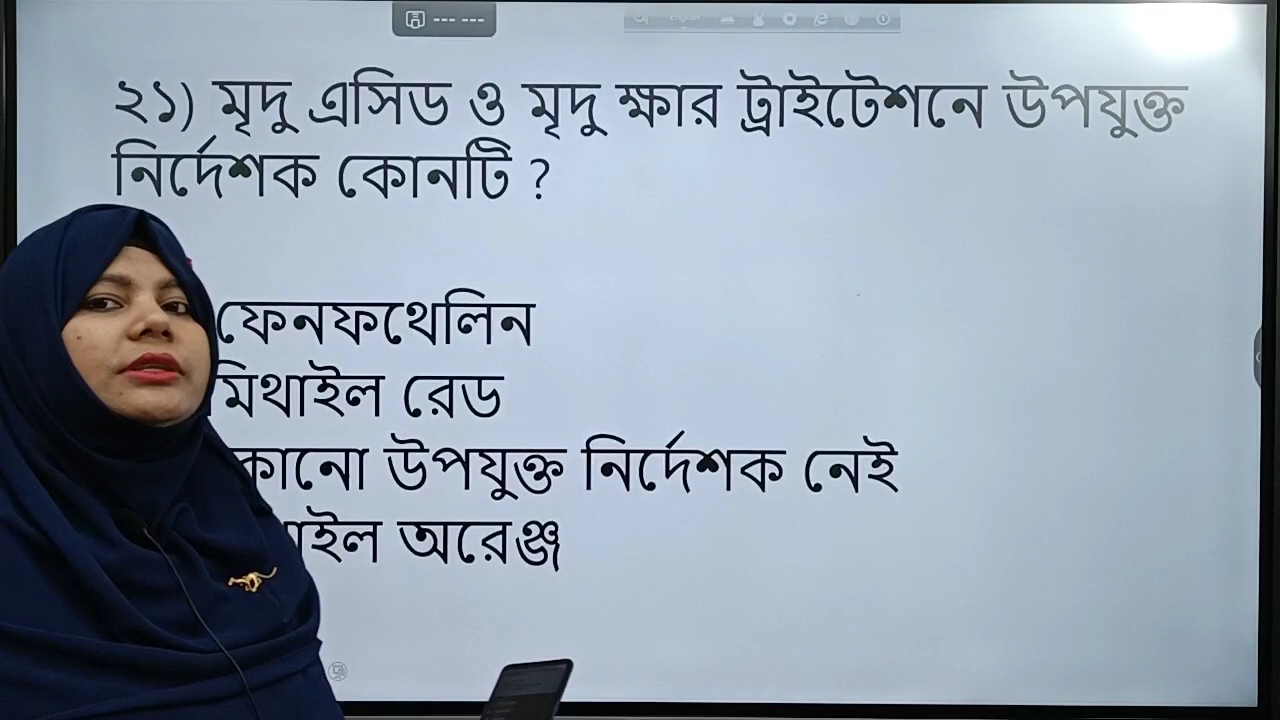 ২১) মৃদু এসিড ও মৃদু ক্ষার ট্রাইটেশনে উপযুক্ত
নির্দেশক কোনটি ?
ফেনফথেলিন
মিথাইল রেড
উপযুক্ত নির্দেশক নেই
অরেঞ্জ